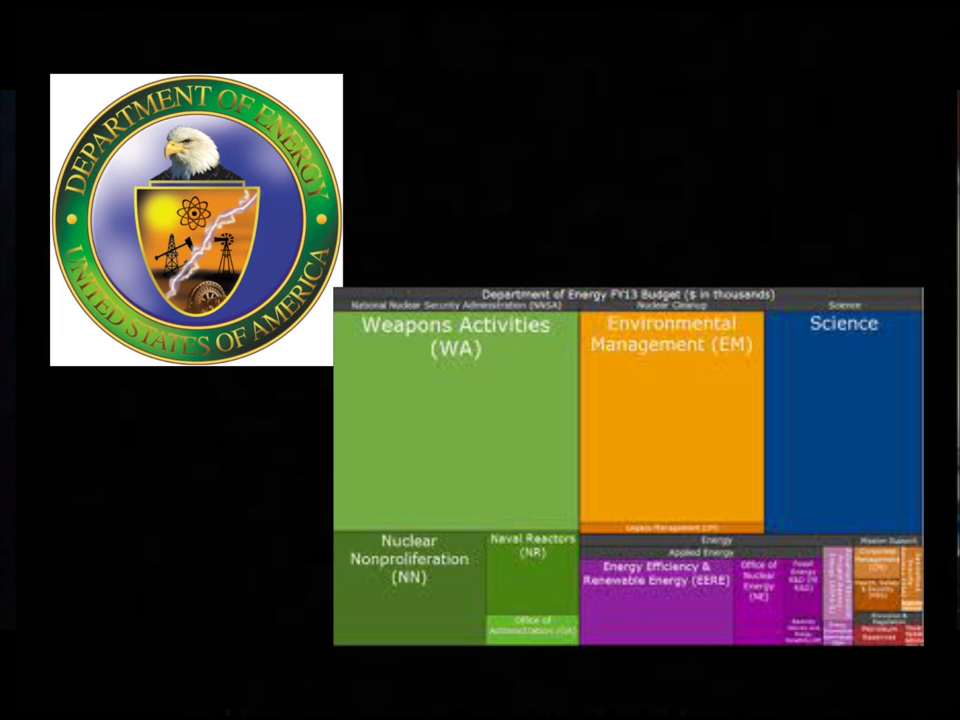 DEPARTMENT OF ENERGY
UNITED STATES OF AMERICA
Department of Energy FY13 Budget ($ in thousands)
National Nuclear Security Administration (NNSA)
Nuclear Cleanup
Science
Weapons Activities
(WA)
Environmental
Management (EM)
Science
Legacy Management (LM)
Nuclear
Nonproliferation
(NN)
Naval Reactors
(NR)
Office of
Administration (OA)
Energy
Applied Energy
Energy Efficiency &
Renewable Energy (EERE)
Office of
Nuclear
Energy
(NE)
Fossil
Energy
R&D
Mission Support
Management
Petroleum
Reserves